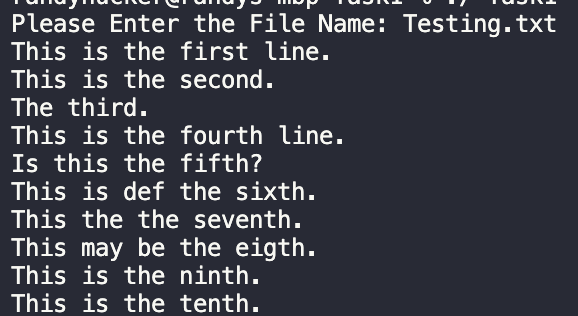 Please Enter the File Name: Testing.txt
This is the first line.
This is the second.
The third.
This is the fourth line.
Is this the fifth?
This is def the sixth.
This the the seventh.
This may be the eigth.
This is the ninth.
This is the tenth.